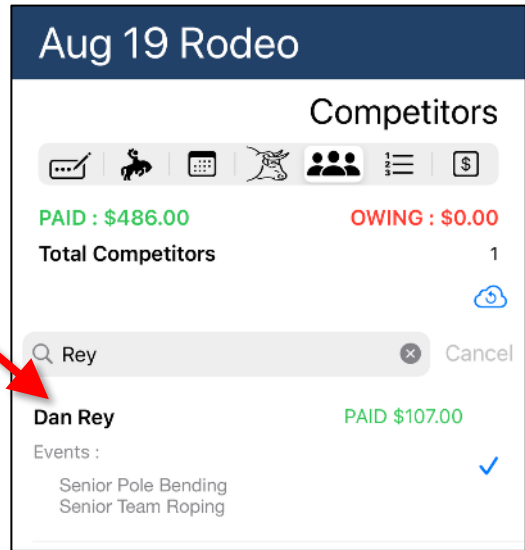 Aug 19 Rodeo
Competitors
PAID : $486.00 OWING : $0.00
Total Competitors 1
Rey Cancel
Dan Rey PAID $107.00
Events :
Senior Pole Bending
Senior Team Roping